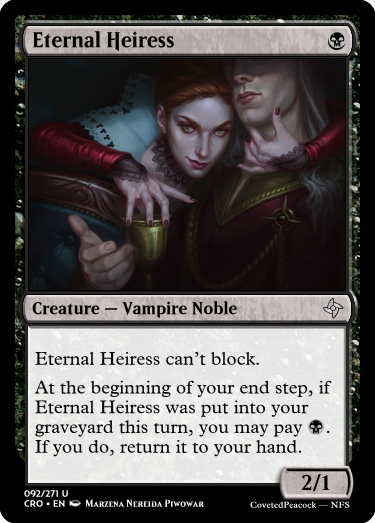 Eternal Heiress
Creature — Vampire Noble
Eternal Heiress can't block.
At the beginning of your end step, if
Eternal Heiress was put into your
graveyard this turn, you may pay .
If you do, return it to your hand.
2/1
092/271 U
CRO • EN Marzena Nereida Piwowar
CovetedPeacock — NFS